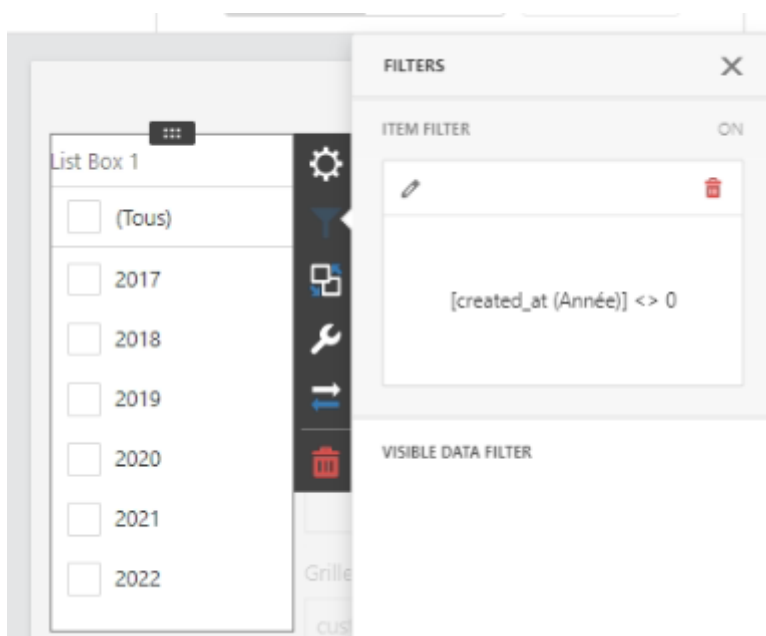 FILTERS
ITEM FILTER ON
List Box 1
(Tous)
2017
2018
2019
2020
2021
2022
[created_at (Année)] <> 0
VISIBLE DATA FILTER
Grille
cust